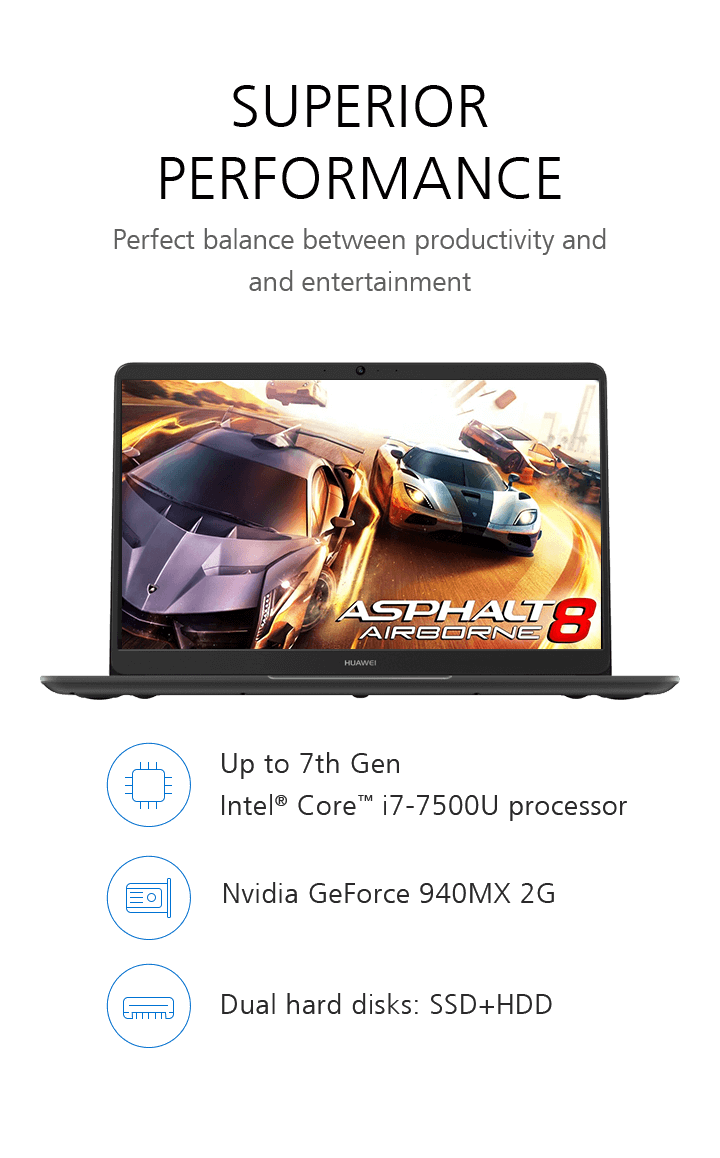 SUPERIOR
PERFORMANCE
Perfect balance between productivity and
and entertainment
ASPHALT 8
AIRBORNE
HUAWEI
Up to 7th Gen
Intel® Core™ i7-7500U processor
Nvidia GeForce 940MX 2G
Dual hard disks: SSD+HDD